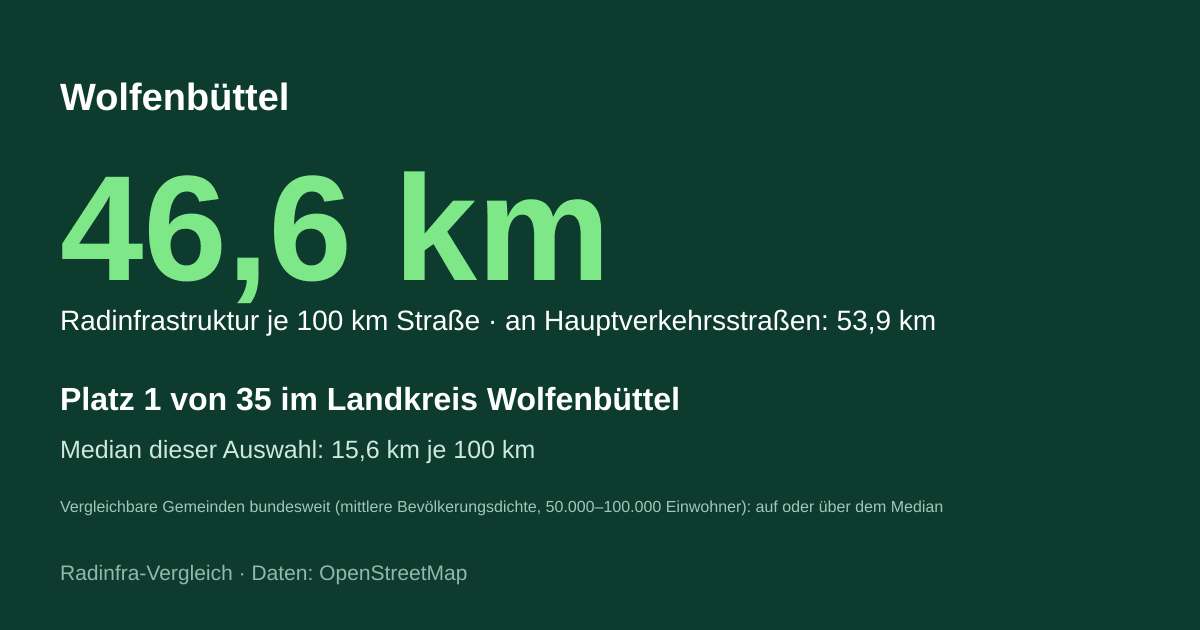 Wolfenbüttel
46,6 km
Radinfrastruktur je 100 km Straße · an Hauptverkehrsstraßen: 53,9 km
Platz 1 von 35 im Landkreis Wolfenbüttel
Median dieser Auswahl: 15,6 km je 100 km
Vergleichbare Gemeinden bundesweit (mittlere Bevölkerungsdichte, 50.000–100.000 Einwohner): auf oder über dem Median
Radinfra-Vergleich · Daten: OpenStreetMap